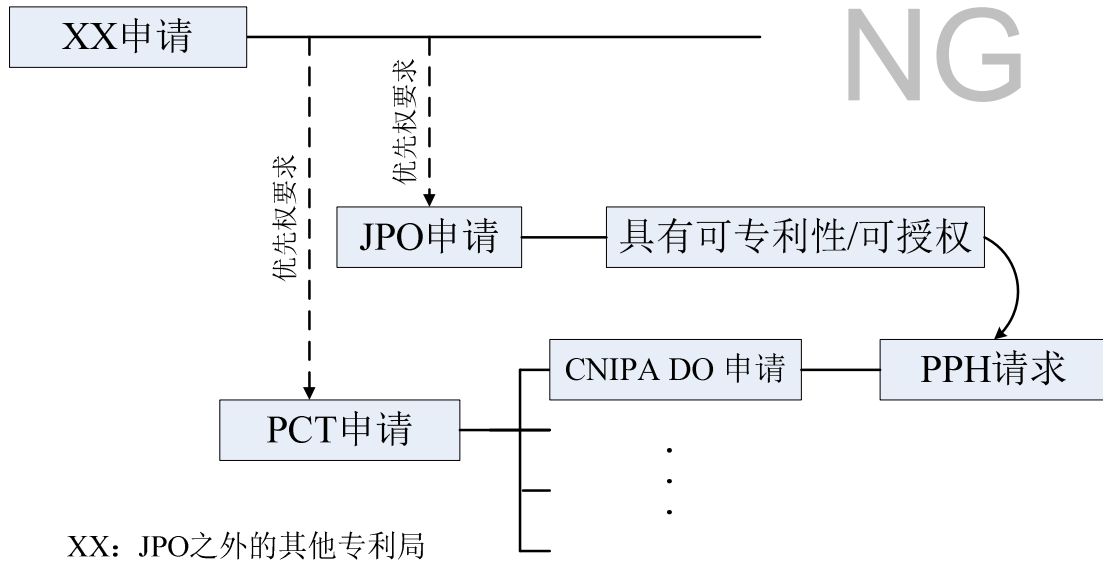 XX申请
NG
优先权要求
优先权要求
JPO申请
具有可专利性/可授权
CNIPA DO 申请
PPH请求
PCT申请
XX：JPO之外的其他专利局